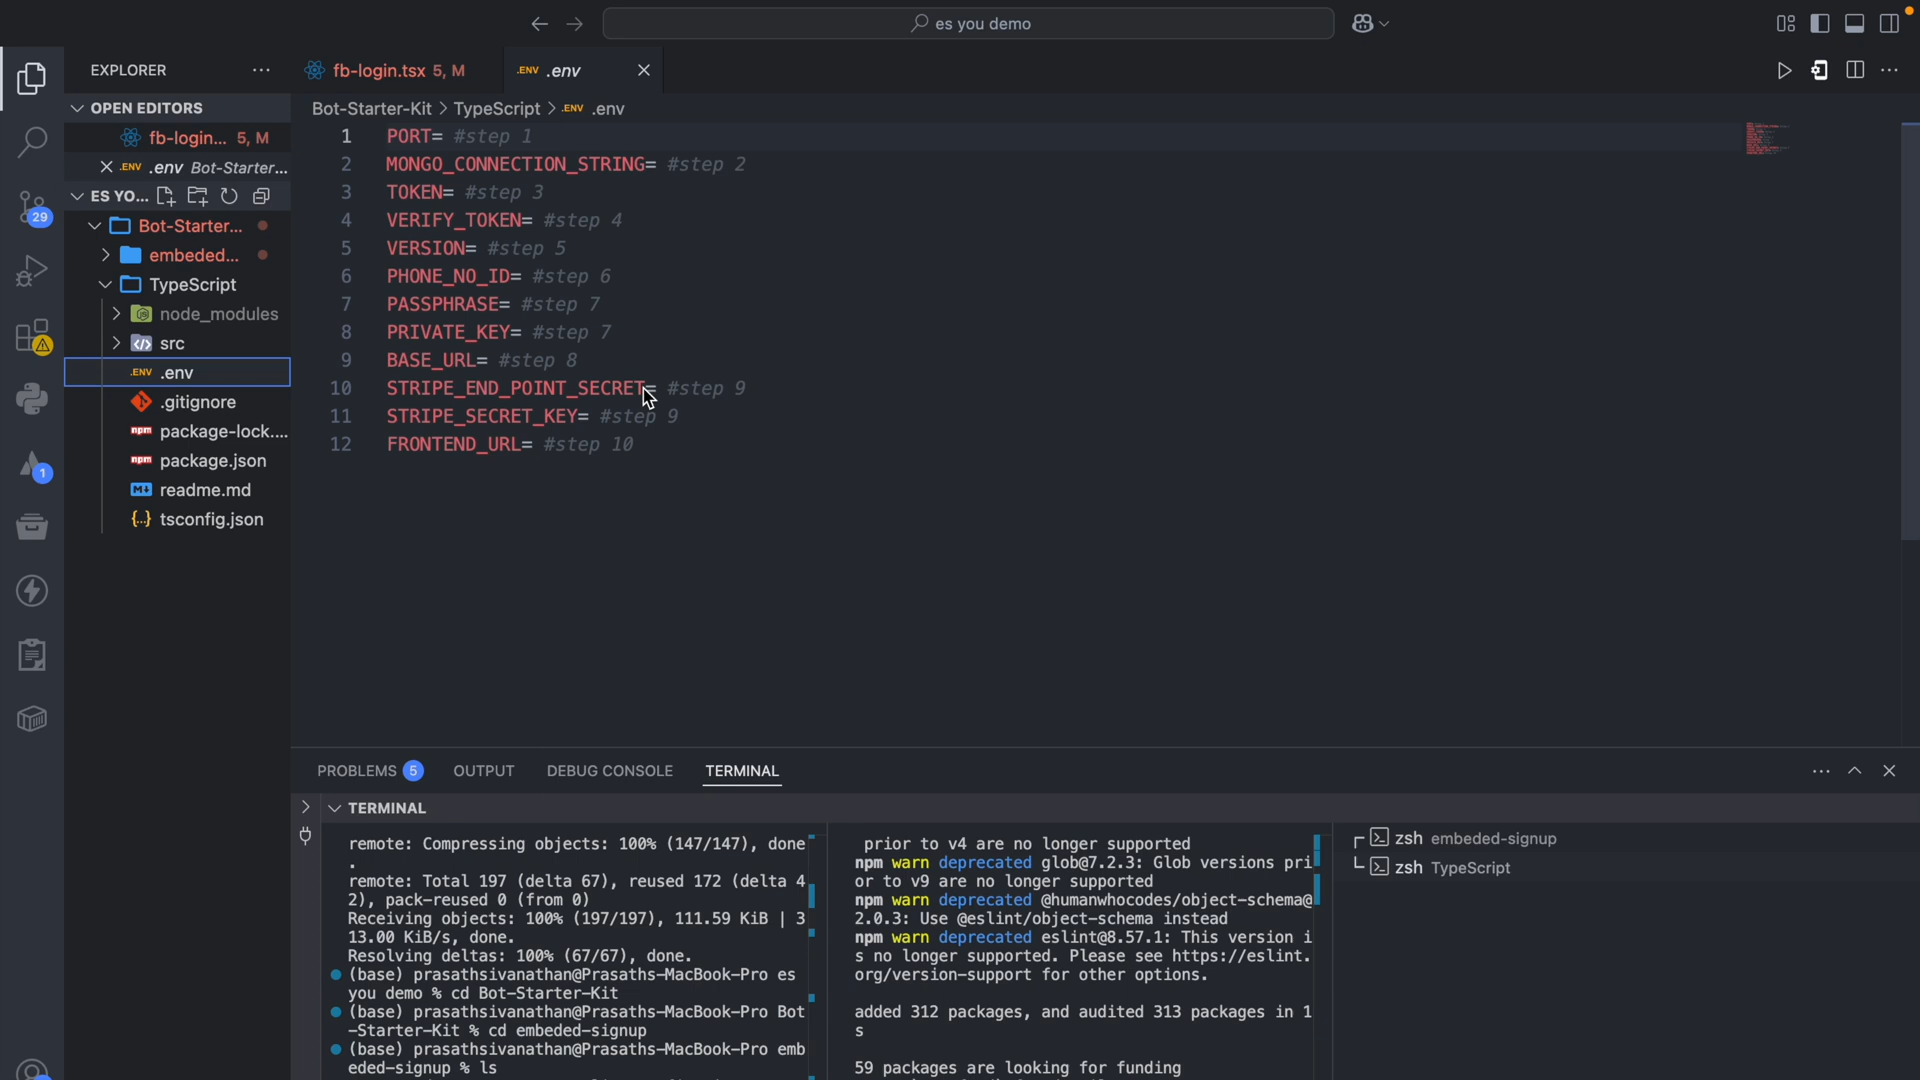 es you demo
EXPLORER
fb-login.tsx 5, M
.ENV .env
OPEN EDITORS
Bot-Starter-Kit > TypeScript > .ENV .env
fb-login... 5, M
.ENV .env Bot-Starter...
ES YO...
Bot-Starter...
embeded...
TypeScript
node_modules
src
.ENV .env
.gitignore
npm package-lock....
npm package.json
readme.md
{..} tsconfig.json
29
1
1 PORT= #step 1
2 MONGO_CONNECTION_STRING= #step 2
3 TOKEN= #step 3
4 VERIFY_TOKEN= #step 4
5 VERSION= #step 5
6 PHONE_NO_ID= #step 6
7 PASSPHRASE= #step 7
8 PRIVATE_KEY= #step 7
9 BASE_URL= #step 8
10 STRIPE_END_POINT_SECRET= #step 9
11 STRIPE_SECRET_KEY= #step 9
12 FRONTEND_URL= #step 10
PROBLEMS 5 OUTPUT DEBUG CONSOLE TERMINAL
TERMINAL
remote: Compressing objects: 100% (147/147), done
.
remote: Total 197 (delta 67), reused 172 (delta 4
2), pack-reused 0 (from 0)
Receiving objects: 100% (197/197), 111.59 KiB | 3
13.00 KiB/s, done.
Resolving deltas: 100% (67/67), done.
(base) prasathsivanathan@Prasaths-MacBook-Pro es
you demo % cd Bot-Starter-Kit
(base) prasathsivanathan@Prasaths-MacBook-Pro Bot
-Starter-Kit % cd embeded-signup
(base) prasathsivanathan@Prasaths-MacBook-Pro emb
eded-signup % ls
prior to v4 are no longer supported
npm warn deprecated glob@7.2.3: Glob versions pri
or to v9 are no longer supported
npm warn deprecated @humanwhocodes/object-schema@
2.0.3: Use @eslint/object-schema instead
npm warn deprecated eslint@8.57.1: This version i
s no longer supported. Please see https://eslint.
org/version-support for other options.
added 312 packages, and audited 313 packages in 1
s
59 packages are looking for funding
zsh embeded-signup
zsh TypeScript